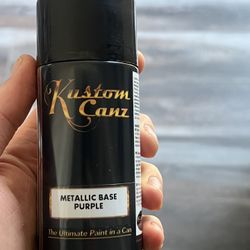 Kustom
Canz
METALLIC BASE
PURPLE
The Ultimate Paint in a Can